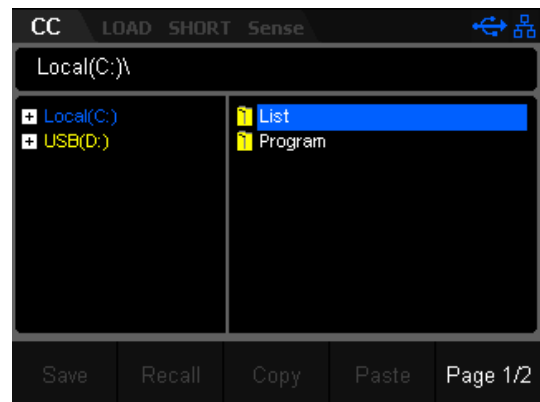 CC LOAD SHORT Sense
Local(C:)\
Local(C:)
USB(D:)
List
Program
Save Recall Copy Paste Page 1/2